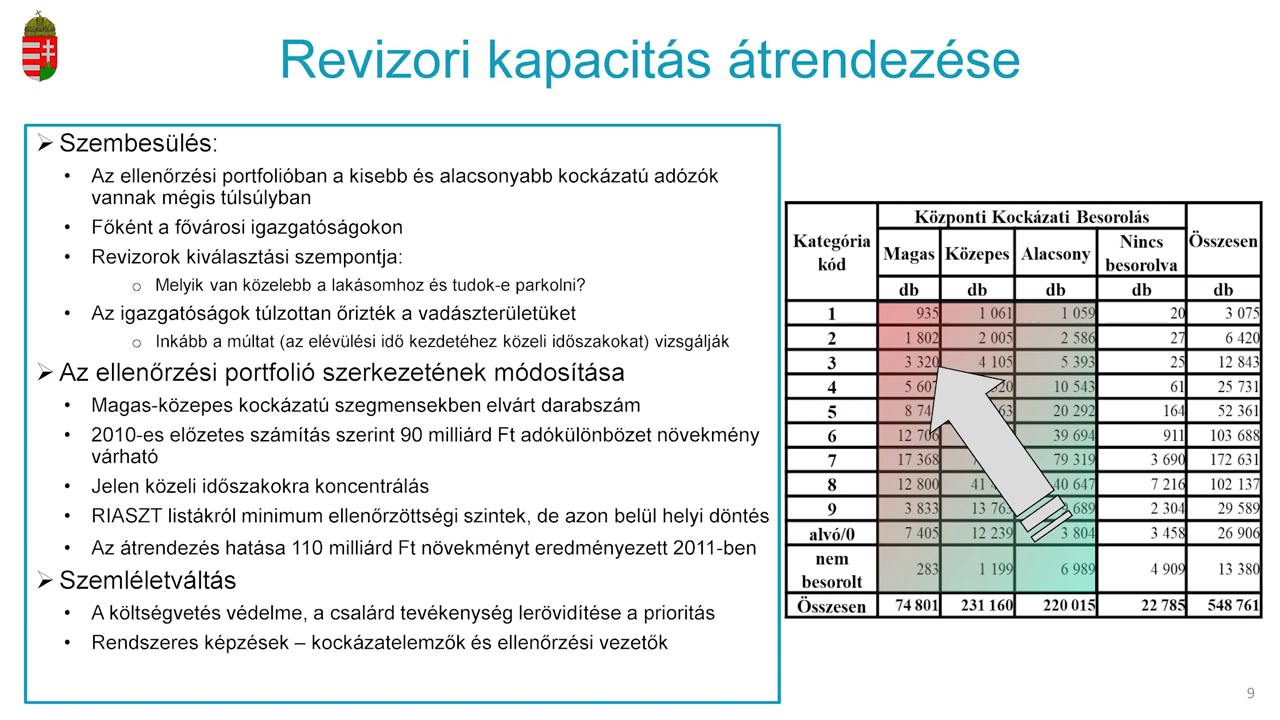 Revizori kapacitás átrendezése
➢ Szembesülés:
• Az ellenőrzési portfolióban a kisebb és alacsonyabb kockázatú adózók
vannak mégis túlsúlyban
• Főként a fővárosi igazgatóságokon
• Revizorok kiválasztási szempontja:
o Melyik van közelebb a lakásomhoz és tudok-e parkolni?
• Az igazgatóságok túlzottan őrizték a vadászterületüket
o Inkább a múltat (az elévülési idő kezdetéhez közeli időszakokat) vizsgálják
➢ Az ellenőrzési portfolió szerkezetének módosítása
• Magas-közepes kockázatú szegmensekben elvárt darabszám
• 2010-es előzetes számítás szerint 90 milliárd Ft adókülönbözet növekmény
várható
• Jelen közeli időszakokra koncentrálás
• RIASZT listákról minimum ellenőrzöttségi szintek, de azon belül helyi döntés
• Az átrendezés hatása 110 milliárd Ft növekményt eredményezett 2011-ben
➢ Szemléletváltás
• A költségvetés védelme, a csalárd tevékenység lerövidítése a prioritás
• Rendszeres képzések – kockázatelemzők és ellenőrzési vezetők
Kategória kód Központi Kockázati Besorolás Összesen
Magas Közepes Alacsony Nincs besorolva
db db db db db
1 935 1 061 1 059 20 3 075
2 1 802 2 005 2 586 27 6 420
3 3 320 4 105 5 393 25 12 843
4 5 607 10 543 61 25 731
5 20 292 164 52 361
6 12 706 39 694 911 103 688
7 17 368 79 319 3 690 172 631
8 12 800 40 647 7 216 102 137
9 3 833 2 304 29 589
alvó/0 7 405 12 239 3 804 3 458 26 906
nem besorolt 283 1 199 6 989 4 909 13 380
Összesen 74 801 231 160 220 015 22 785 548 761
9